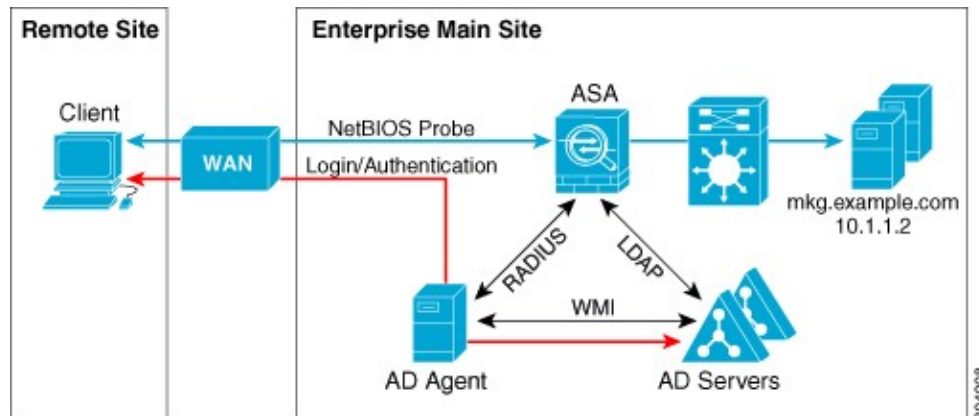 Remote Site
Enterprise Main Site
Client
ASA
NetBIOS Probe
WAN
Login/Authentication
mkg.example.com
10.1.1.2
RADIUS
LDAP
WMI
AD Agent
AD Servers